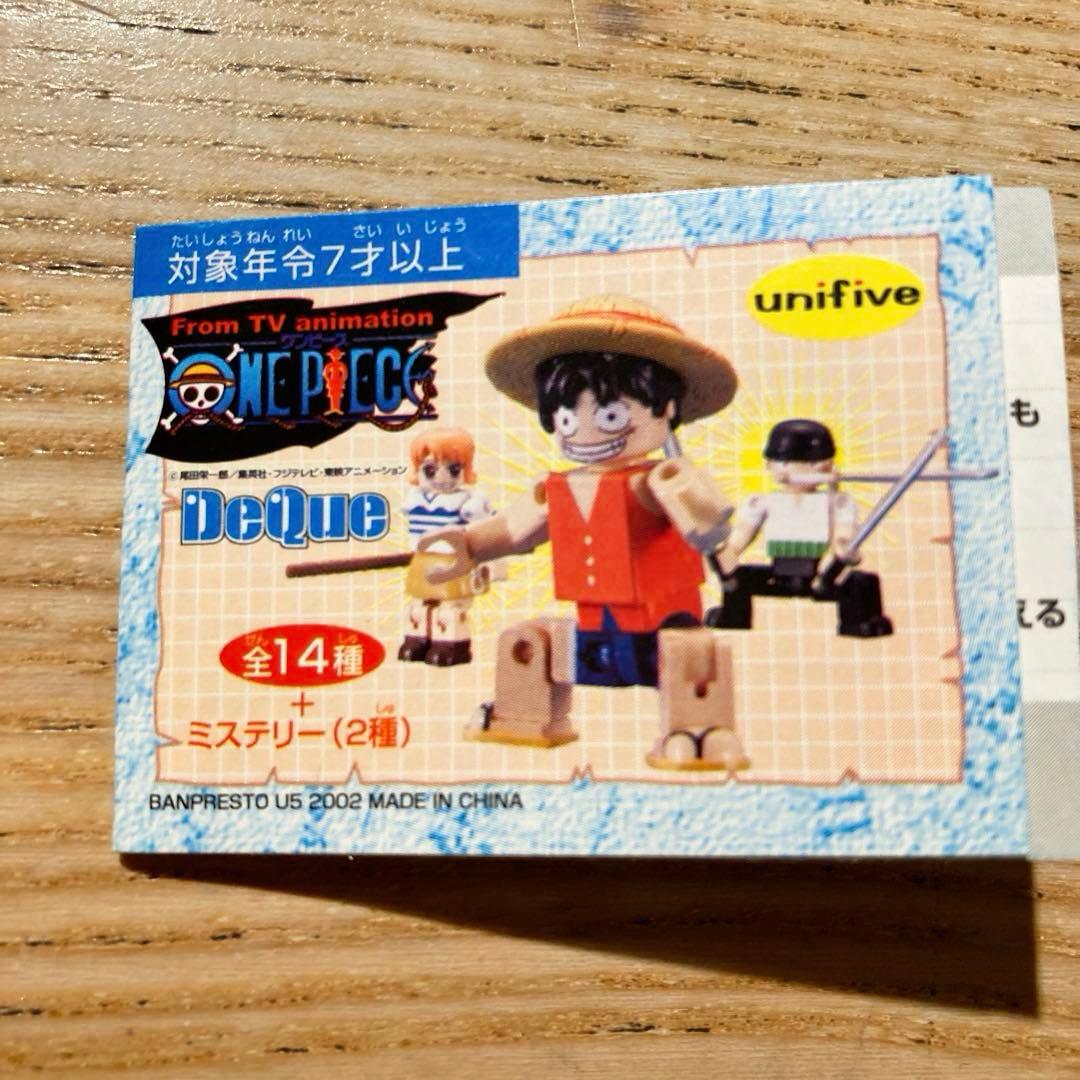 たいしょうねんれい さいいじょう
対象年令7才以上
unifive
From TV animation
ワンピース
ONE PIECE
©尾田栄一郎／集英社・フジテレビ・東映アニメーション
DeQue
ぜん しゅ
全14種
+
しゅ
ミステリー(2種)
BANPRESTO U5 2002 MADE IN CHINA
も
える